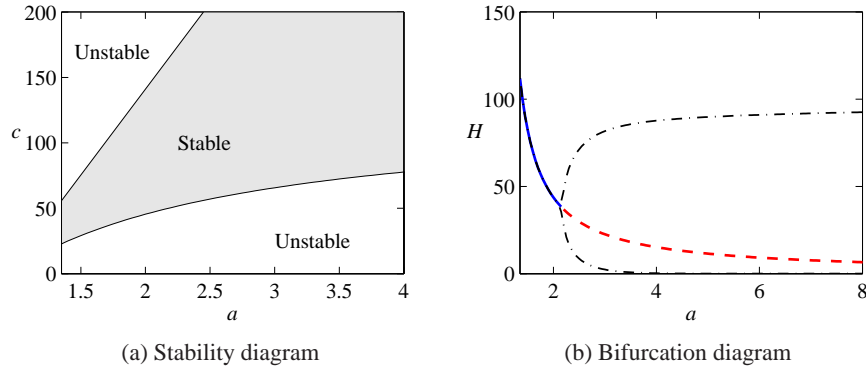 200
150
100
50
0
c
Unstable
Stable
Unstable
1.5 2 2.5 3 3.5 4
a
(a) Stability diagram
150
100
50
0
H
2 4 6 8
a
(b) Bifurcation diagram